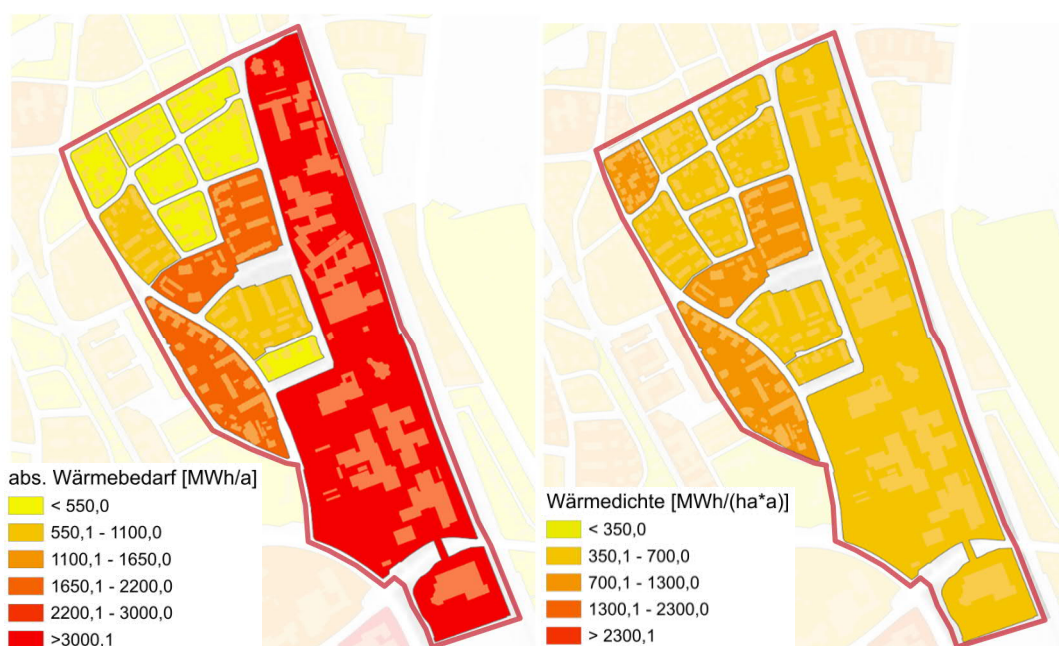 abs. Wärmebedarf [MWh/a]
< 550,0
550,1 - 1100,0
1100,1 - 1650,0
1650,1 - 2200,0
2200,1 - 3000,0
>3000,1
Wärmedichte [MWh/(ha*a)]
< 350,0
350,1 - 700,0
700,1 - 1300,0
1300,1 - 2300,0
> 2300,1